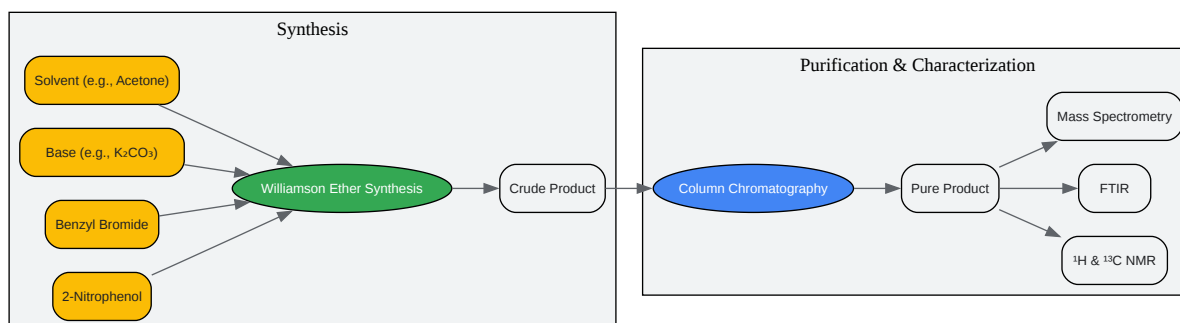 Synthesis
Solvent (e.g., Acetone)
Base (e.g., K₂CO₃)
Benzyl Bromide
2-Nitrophenol
Williamson Ether Synthesis
Crude Product
Purification & Characterization
Column Chromatography
Pure Product
Mass Spectrometry
FTIR
¹H & ¹³C NMR